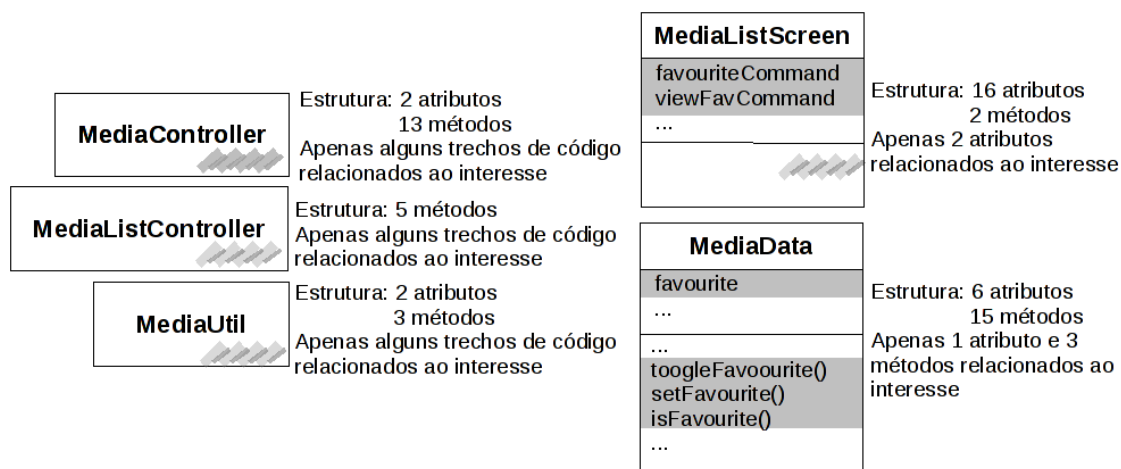 MediaController
Estrutura: 2 atributos
13 métodos
Apenas alguns trechos de código
relacionados ao interesse
MediaListController
Estrutura: 5 métodos
Apenas alguns trechos de código
relacionados ao interesse
MediaUtil
Estrutura: 2 atributos
3 métodos
Apenas alguns trechos de código
relacionados ao interesse
MediaListScreen
favouriteCommand
viewFavCommand
...
Estrutura: 16 atributos
2 métodos
Apenas 2 atributos
relacionados ao interesse
MediaData
favourite
...
...
toogleFavoourite()
setFavourite()
isFavourite()
...
Estrutura: 6 atributos
15 métodos
Apenas 1 atributo e 3
métodos relacionados ao
interesse